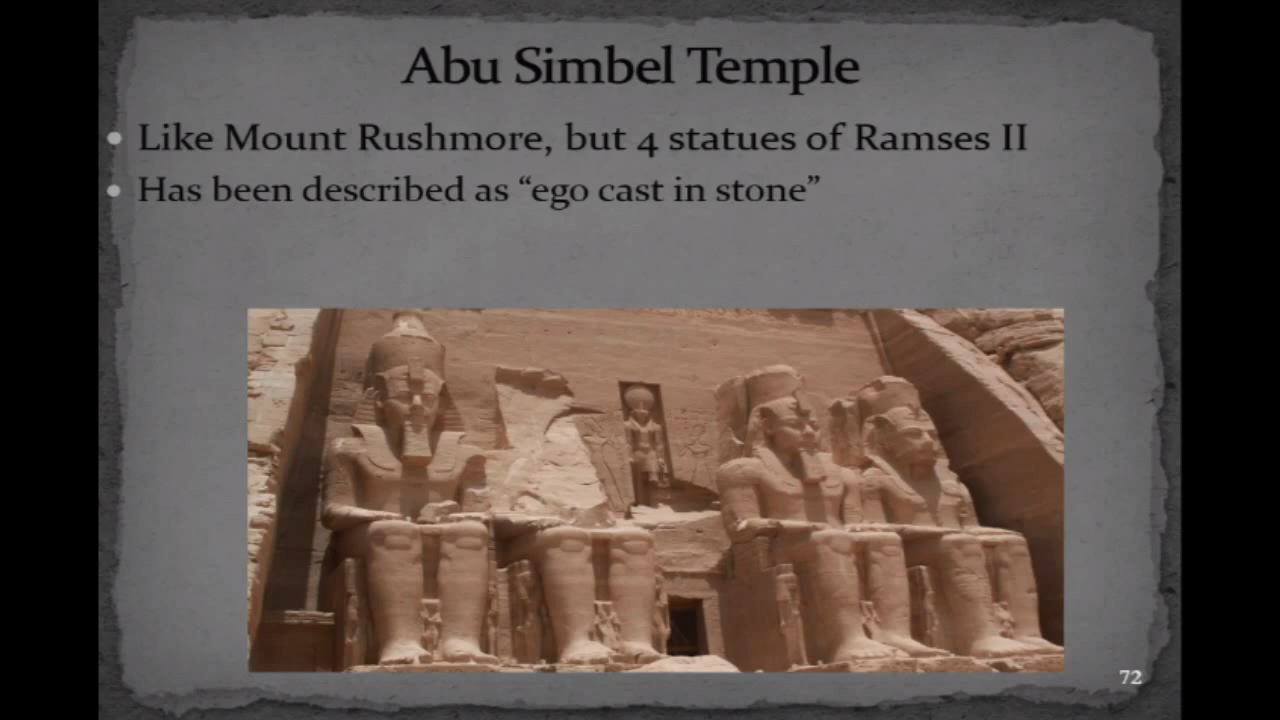 Abu Simbel Temple
• Like Mount Rushmore, but 4 statues of Ramses II
• Has been described as “ego cast in stone”
72